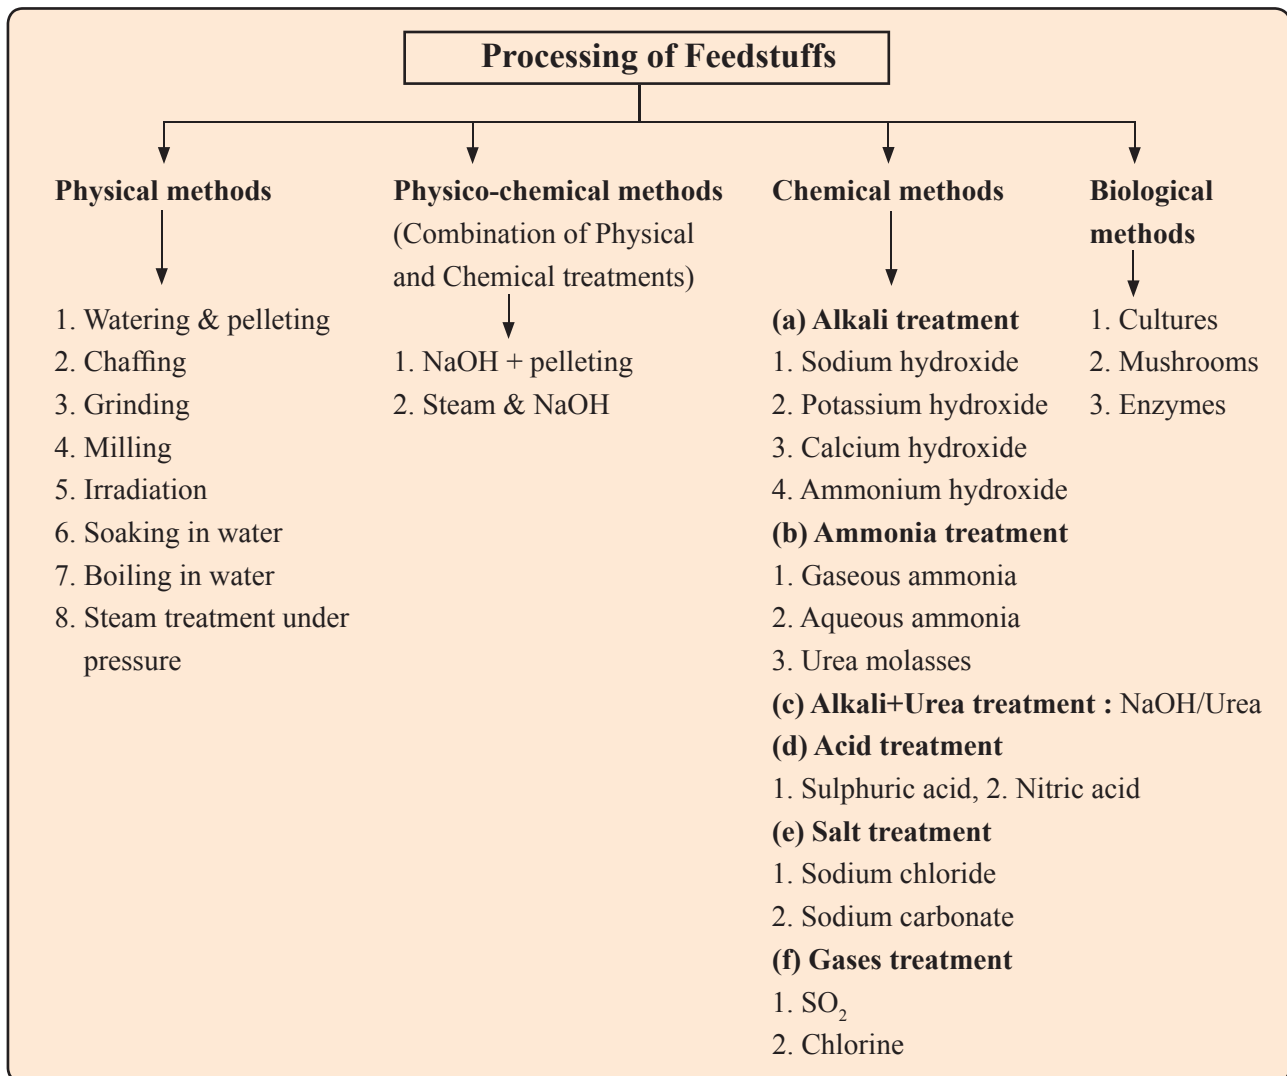 Processing of Feedstuffs
Physical methods
1. Watering & pelleting
2. Chaffing
3. Grinding
4. Milling
5. Irradiation
6. Soaking in water
7. Boiling in water
8. Steam treatment under
pressure
Physico-chemical methods
(Combination of Physical
and Chemical treatments)
1. NaOH + pelleting
2. Steam & NaOH
Chemical methods
(a) Alkali treatment
1. Sodium hydroxide
2. Potassium hydroxide
3. Calcium hydroxide
4. Ammonium hydroxide
(b) Ammonia treatment
1. Gaseous ammonia
2. Aqueous ammonia
3. Urea molasses
(c) Alkali+Urea treatment : NaOH/Urea
(d) Acid treatment
1. Sulphuric acid, 2. Nitric acid
(e) Salt treatment
1. Sodium chloride
2. Sodium carbonate
(f) Gases treatment
1. SO₂
2. Chlorine
Biological
methods
1. Cultures
2. Mushrooms
3. Enzymes